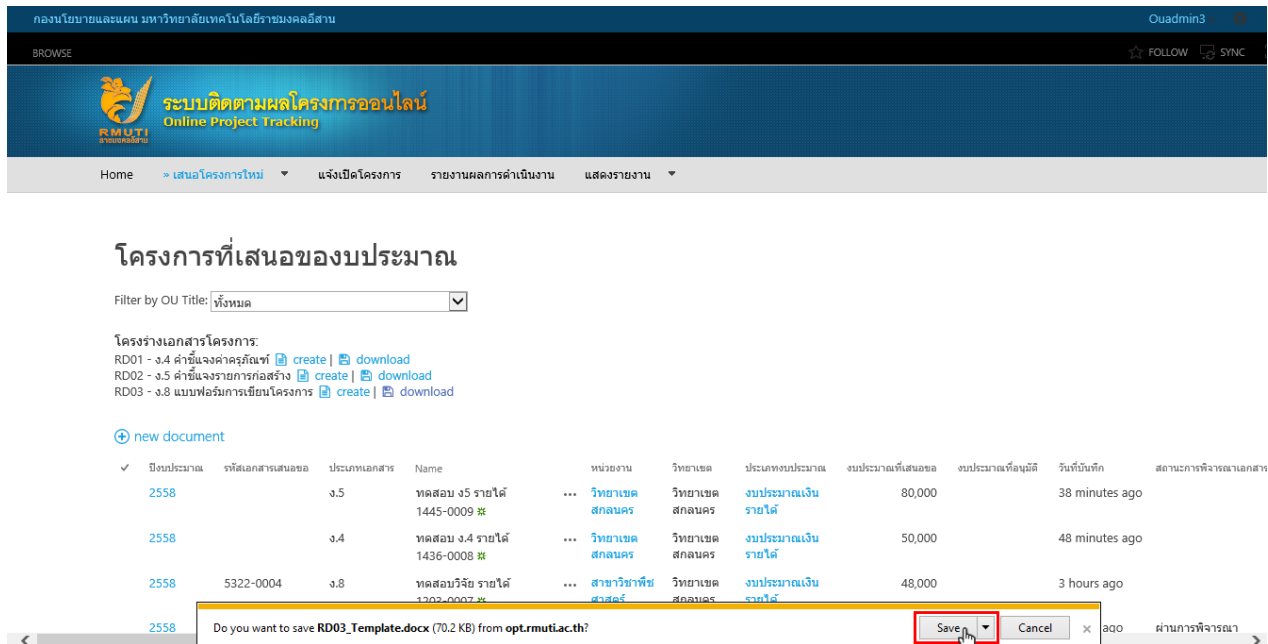 กองนโยบายและแผน มหาวิทยาลัยเทคโนโลยีราชมงคลอีสาน Ouadmin3
BROWSE FOLLOW SYNC
ระบบติดตามผลโครงการออนไลน์
Online Project Tracking
RMUTI
ราชมงคลอีสาน
Home » เสนอโครงการใหม่ แจ้งเปิดโครงการ รายงานผลการดำเนินงาน แสดงรายงาน
โครงการที่เสนอของบประมาณ
Filter by OU Title: ทั้งหมด
โครงร่างเอกสารโครงการ:
RD01 - ง.4 คำชี้แจงค่าครุภัณฑ์ create | download
RD02 - ง.5 คำชี้แจงรายการก่อสร้าง create | download
RD03 - ง.8 แบบฟอร์มการเขียนโครงการ create | download
new document
ปีงบประมาณ รหัสเอกสารเสนอขอ ประเภทเอกสาร Name หน่วยงาน วิทยาเขต ประเภทงบประมาณ งบประมาณที่เสนอขอ งบประมาณที่อนุมัติ วันที่บันทึก สถานะการพิจารณาเอกสาร
2558 ง.5 ทดสอบ ง5 รายได้ ... วิทยาเขต วิทยาเขต งบประมาณเงิน 80,000 38 minutes ago
1445-0009 สกลนคร สกลนคร รายได้
2558 ง.4 ทดสอบ ง.4 รายได้ ... วิทยาเขต วิทยาเขต งบประมาณเงิน 50,000 48 minutes ago
1436-0008 สกลนคร สกลนคร รายได้
2558 5322-0004 ง.8 ทดสอบวิจัย รายได้ ... สาขาวิชาพืช วิทยาเขต งบประมาณเงิน 48,000 3 hours ago
1203-0007 ศาสตร์ สกลนคร รายได้
2558 Do you want to save RD03_Template.docx (70.2 KB) from opt.rmuti.ac.th? Save Cancel × ago ผ่านการพิจารณา